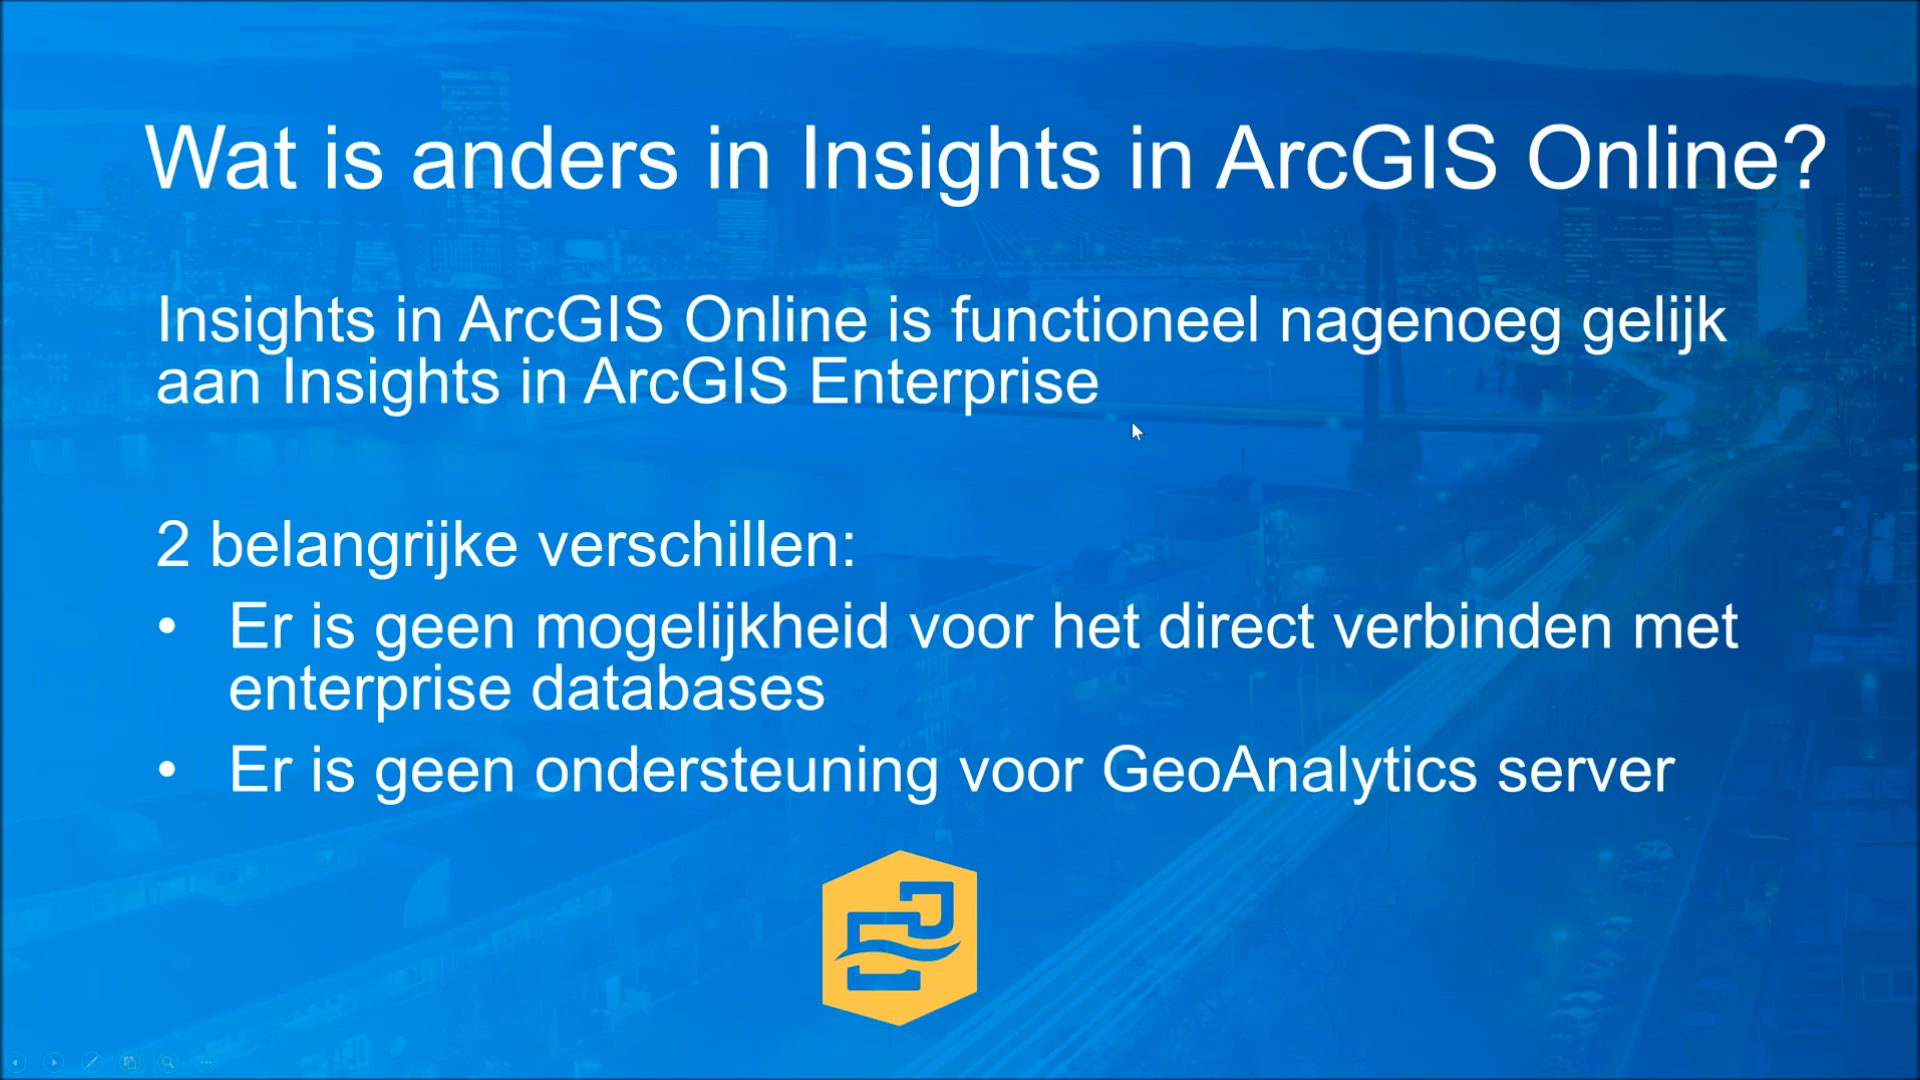 Wat is anders in Insights in ArcGIS Online?
Insights in ArcGIS Online is functioneel nagenoeg gelijk
aan Insights in ArcGIS Enterprise
2 belangrijke verschillen:
• Er is geen mogelijkheid voor het direct verbinden met
enterprise databases
• Er is geen ondersteuning voor GeoAnalytics server